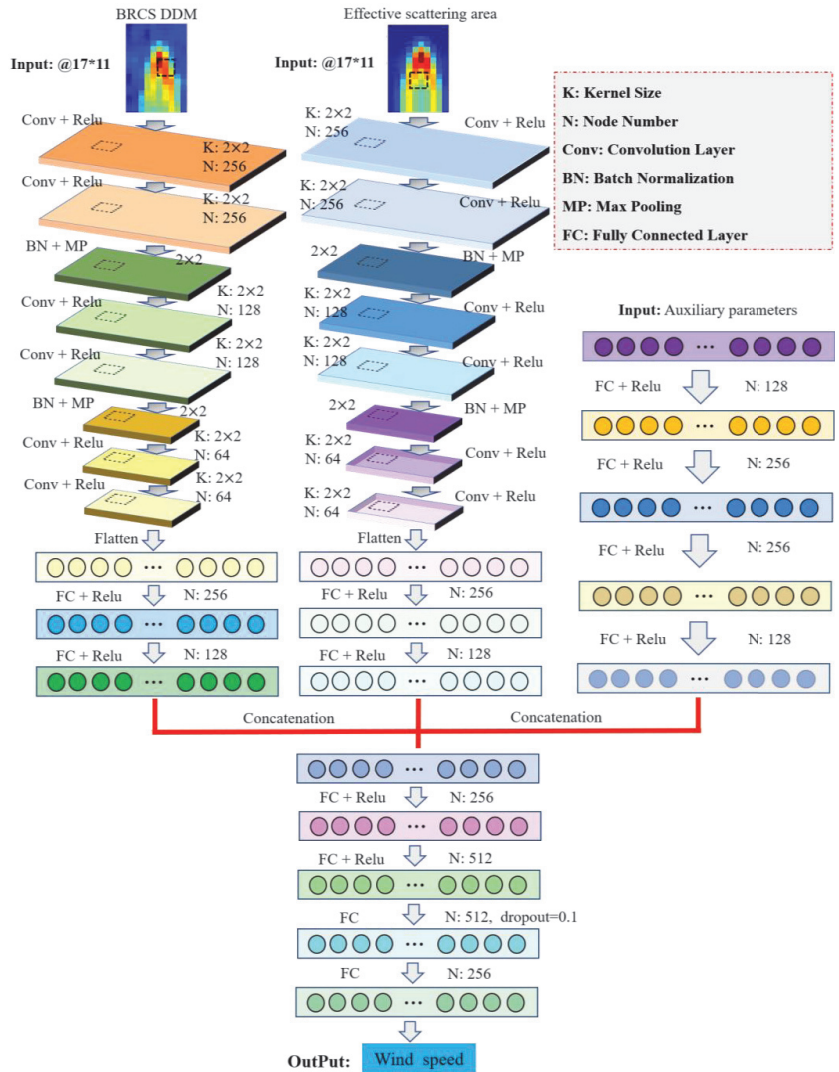 BRCS DDM
Input: @17*11
Conv + Relu
K: 2×2
N: 256
Conv + Relu
K: 2×2
N: 256
BN + MP
2×2
Conv + Relu
K: 2×2
N: 128
Conv + Relu
K: 2×2
N: 128
BN + MP
2×2
Conv + Relu
K: 2×2
N: 64
Conv + Relu
K: 2×2
N: 64
Flatten
...
FC + Relu N: 256
...
FC + Relu N: 128
...
Effective scattering area
Input: @17*11
K: 2×2
N: 256
Conv + Relu
K: 2×2
N: 256
Conv + Relu
2×2
BN + MP
K: 2×2
N: 128
Conv + Relu
K: 2×2
N: 128
Conv + Relu
2×2
BN + MP
K: 2×2
N: 64
Conv + Relu
K: 2×2
N: 64
Conv + Relu
Flatten
...
FC + Relu N: 256
...
FC + Relu N: 128
...
K: Kernel Size
N: Node Number
Conv: Convolution Layer
BN: Batch Normalization
MP: Max Pooling
FC: Fully Connected Layer
Input: Auxiliary parameters
...
FC + Relu N: 128
...
FC + Relu N: 256
...
FC + Relu N: 256
...
FC + Relu N: 128
...
Concatenation
Concatenation
...
FC + Relu N: 256
...
FC + Relu N: 512
...
FC N: 512, dropout=0.1
...
FC N: 256
...
OutPut: Wind speed